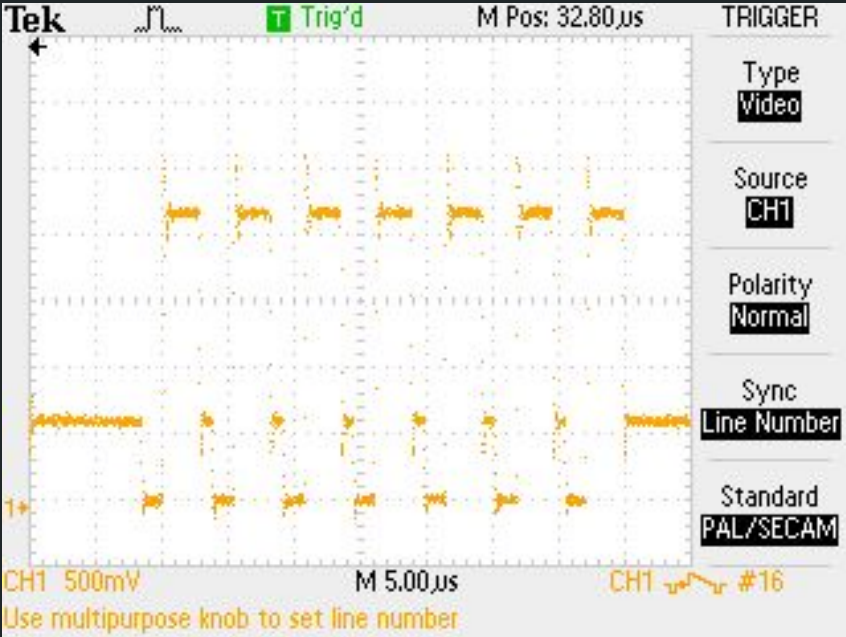 Tek T Trig'd M Pos: 32.80µs TRIGGER
Type
Video
Source
CH1
Polarity
Normal
Sync
Line Number
Standard
PAL/SECAM
1
CH1 500mV M 5.00µs CH1 #16
Use multipurpose knob to set line number